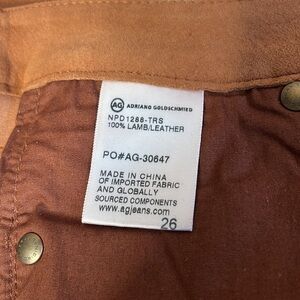 AG ADRIANO GOLDSCHMIED
NPD1288-TRS
100% LAMB/LEATHER
PO#AG-30647
MADE IN CHINA
OF IMPORTED FABRIC
AND GLOBALLY
SOURCED COMPONENTS
www.agjeans.com
26